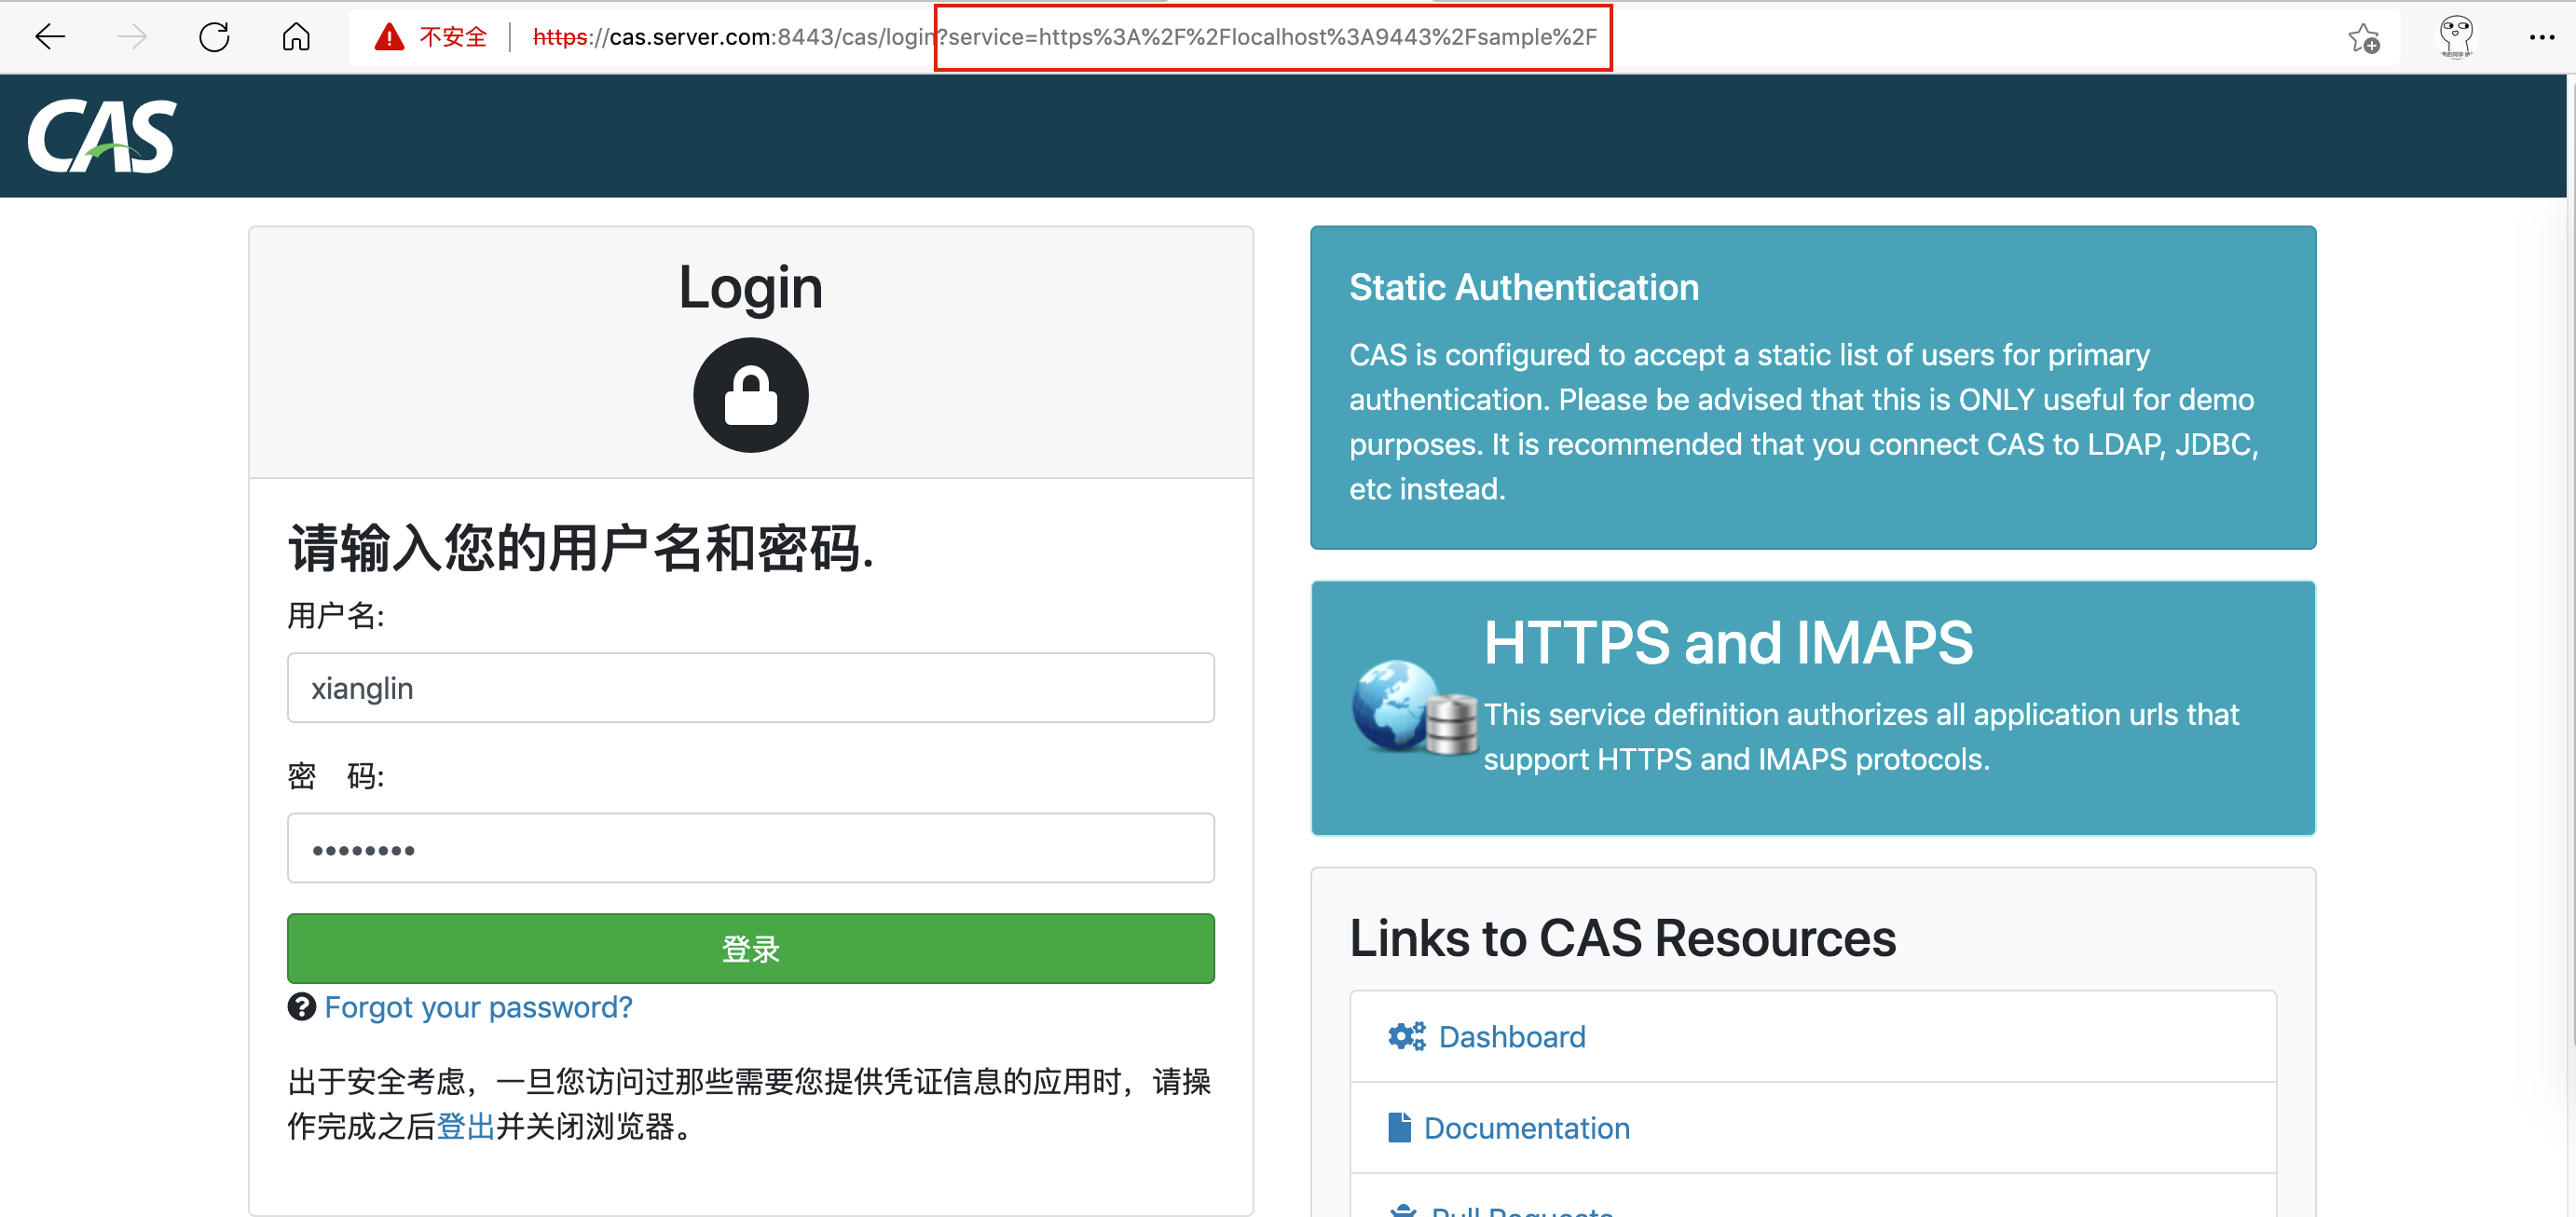 不安全 https://cas.server.com:8443/cas/login?service=https%3A%2F%2Flocalhost%3A9443%2Fsample%2F
CAS
Login
请输入您的用户名和密码.
用户名:
xianglin
密 码:
••••••••
登录
Forgot your password?
出于安全考虑，一旦您访问过那些需要您提供凭证信息的应用时，请操
作完成之后登出并关闭浏览器。
Static Authentication
CAS is configured to accept a static list of users for primary
authentication. Please be advised that this is ONLY useful for demo
purposes. It is recommended that you connect CAS to LDAP, JDBC,
etc instead.
HTTPS and IMAPS
This service definition authorizes all application urls that
support HTTPS and IMAPS protocols.
Links to CAS Resources
Dashboard
Documentation
Pull Requests